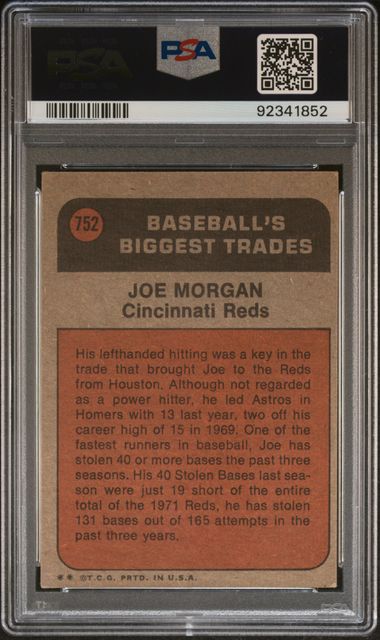 PSA
PSA
92341852
752
BASEBALL'S
BIGGEST TRADES
JOE MORGAN
Cincinnati Reds
His lefthanded hitting was a key in the
trade that brought Joe to the Reds
from Houston. Although not regarded
as a power hitter, he led Astros in
Homers with 13 last year, two off his
career high of 15 in 1969. One of the
fastest runners in baseball, Joe has
stolen 40 or more bases the past three
seasons. His 40 Stolen Bases last sea-
son were just 19 short of the entire
total of the 1971 Reds, he has stolen
131 bases out of 165 attempts in the
past three years.
** ©T.C.G. PRTD. IN U.S.A.